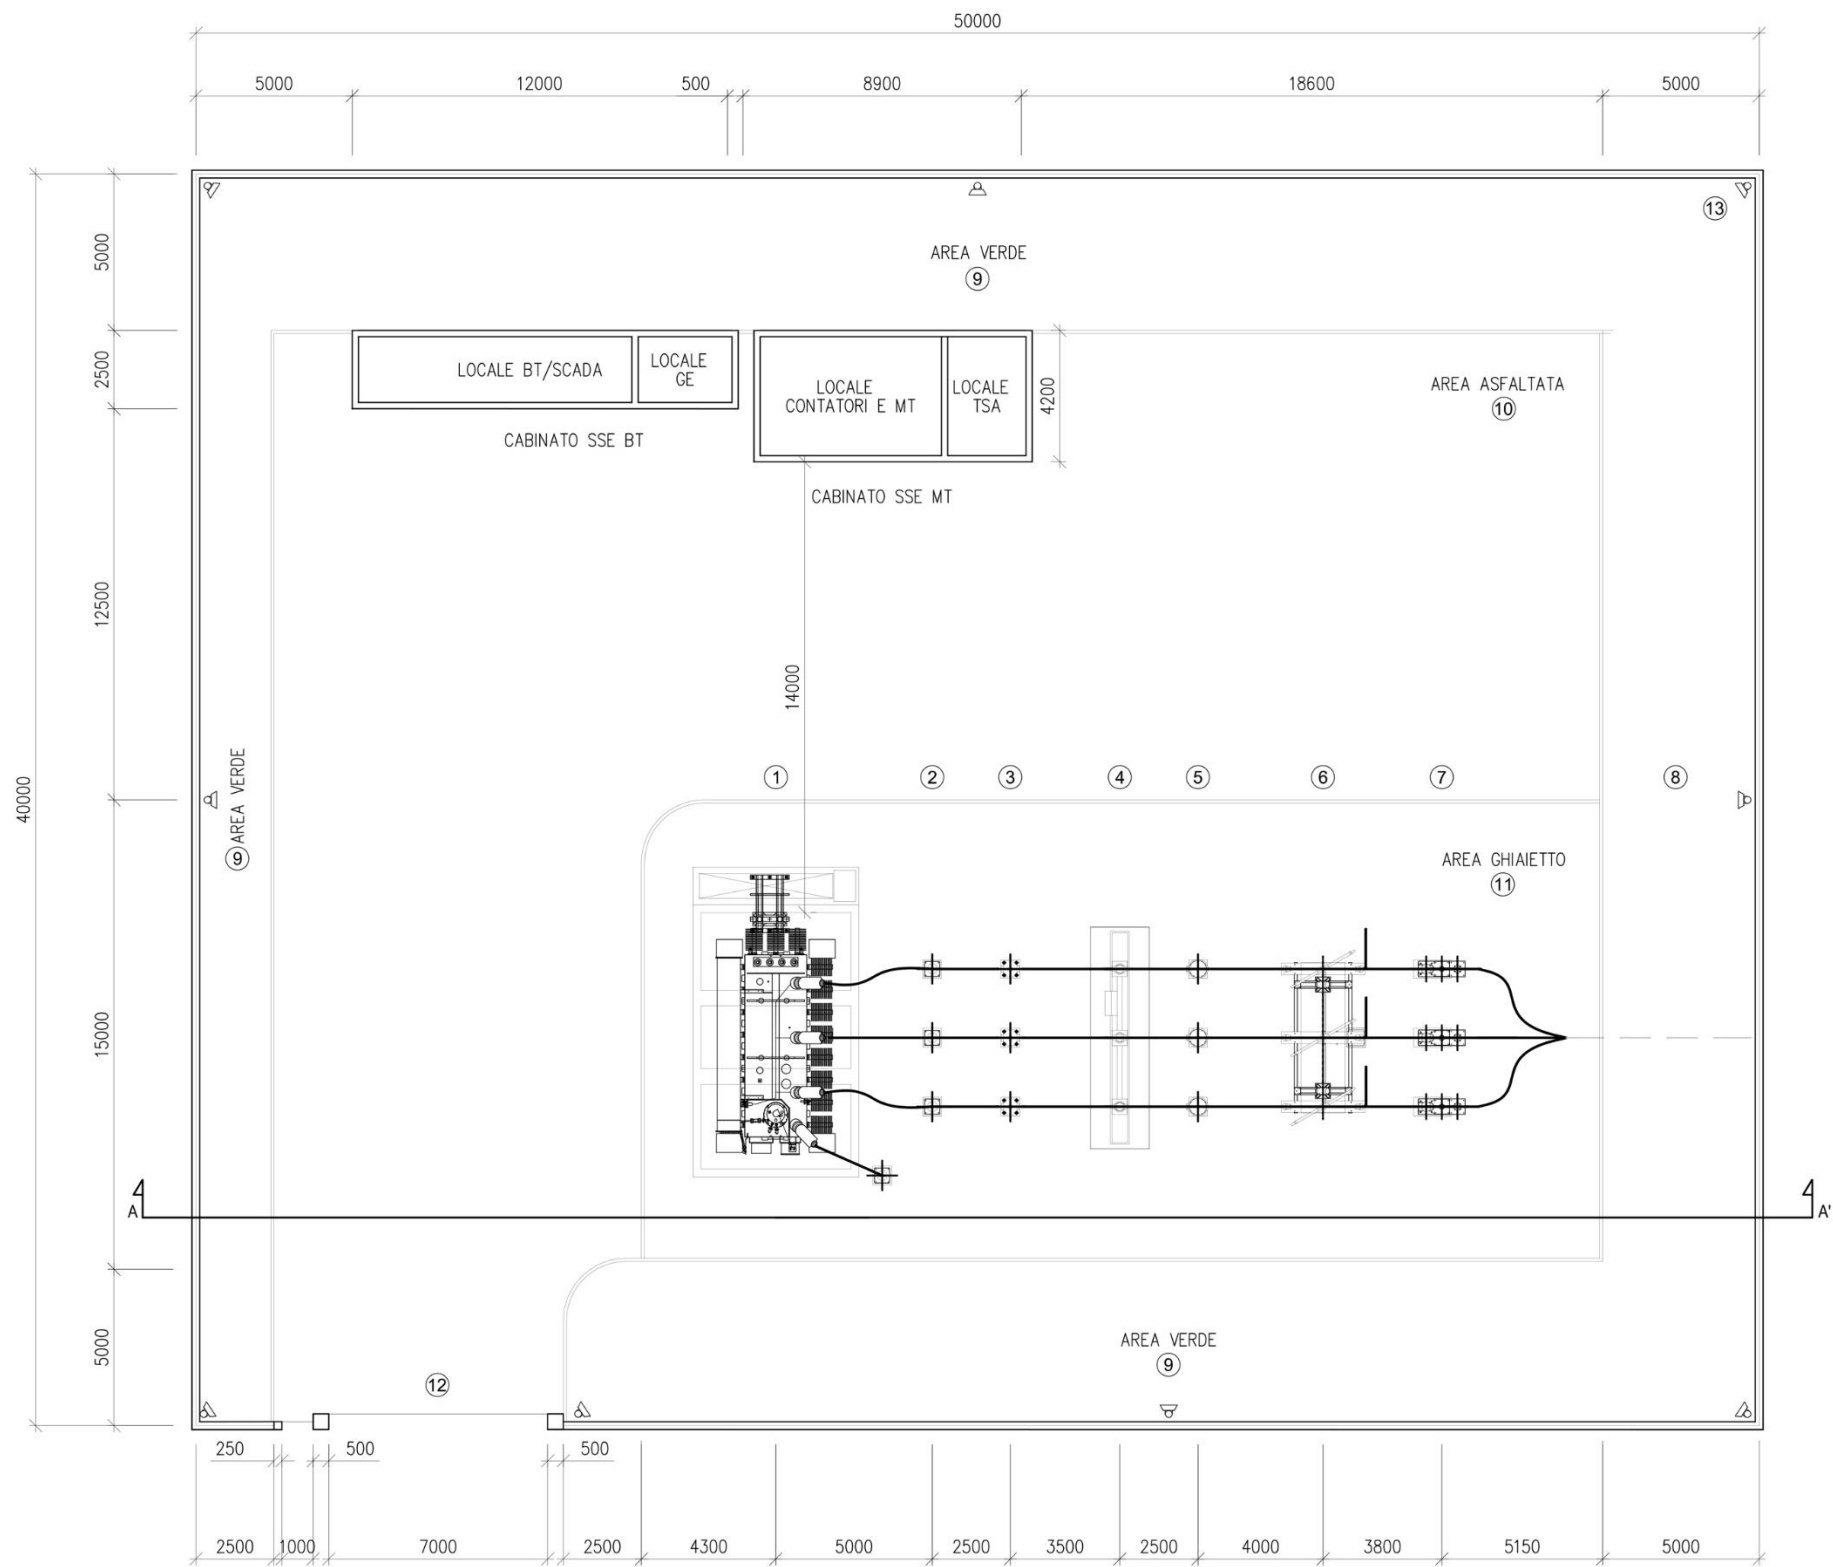 50000
5000 12000 500 8900 18600 5000
13
5000
AREA VERDE
9
2500
LOCALE BT/SCADA
LOCALE
GE
LOCALE
CONTATORI E MT
LOCALE
TSA
4200
AREA ASFALTATA
10
CABINATO SSE BT
CABINATO SSE MT
12500
14000
40000
AREA VERDE
9
1 2 3 4 5 6 7 8
AREA GHIAIETTO
11
15000
A A'
5000
AREA VERDE
9
12
250 500 500
2500 1000 7000 2500 4300 5000 2500 3500 2500 4000 3800 5150 5000